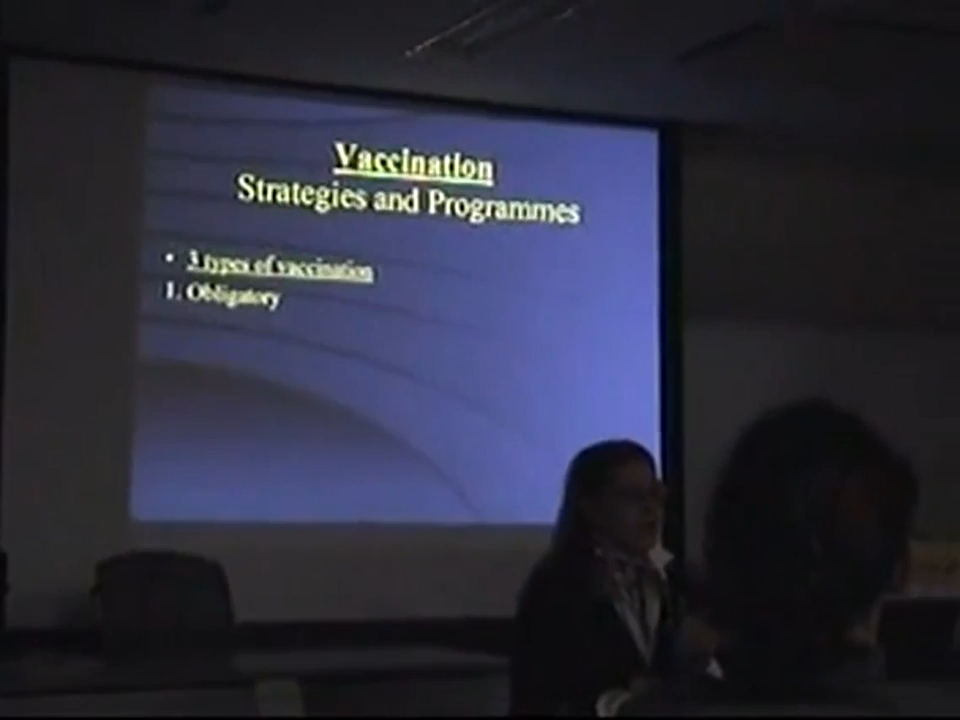 Vaccination
Strategies and Programmes
• 3 types of vaccination
1. Obligatory